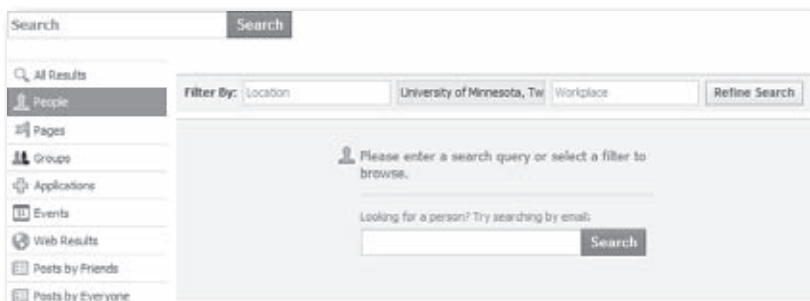 Search Search
All Results
People
Pages
Groups
Applications
Events
Web Results
Posts by Friends
Posts by Everyone
Filter By: Location University of Minnesota, Tw Workplace Refine Search
Please enter a search query or select a filter to
browse.
Looking for a person? Try searching by email:
Search